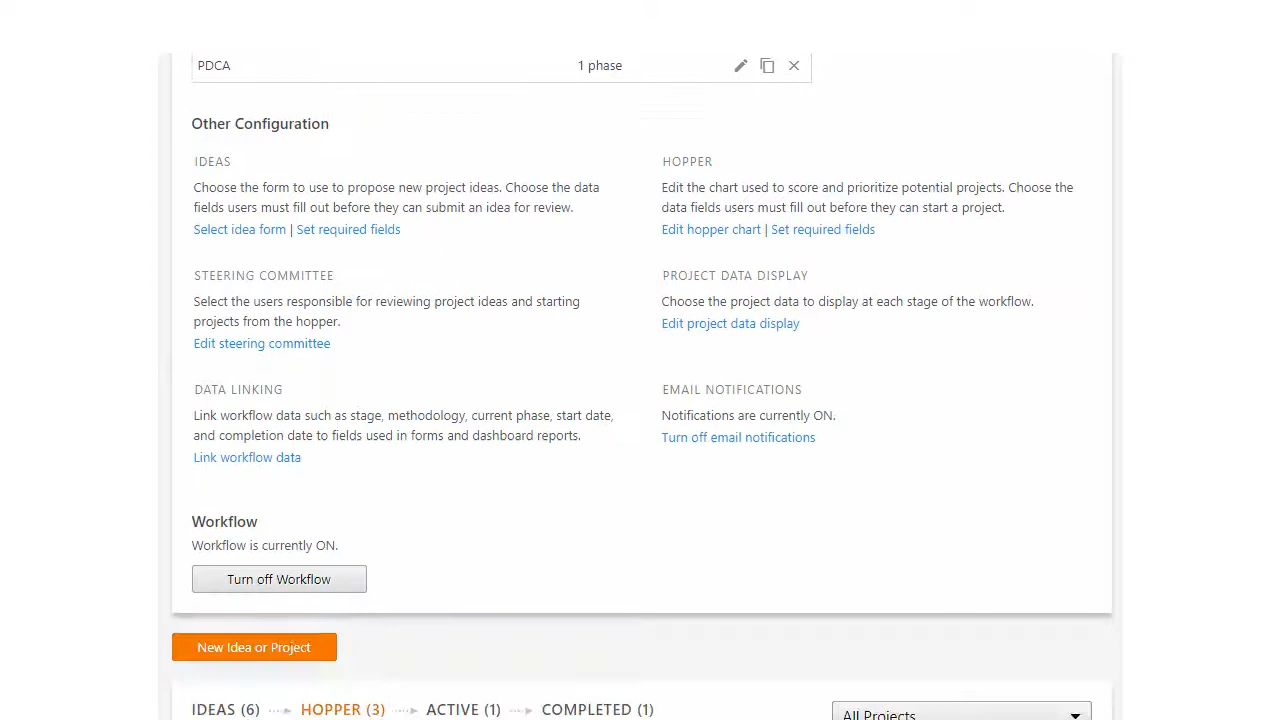 PDCA 1 phase
Other Configuration
IDEAS
Choose the form to use to propose new project ideas. Choose the data
fields users must fill out before they can submit an idea for review.
Select idea form | Set required fields
HOPPER
Edit the chart used to score and prioritize potential projects. Choose the
data fields users must fill out before they can start a project.
Edit hopper chart | Set required fields
STEERING COMMITTEE
Select the users responsible for reviewing project ideas and starting
projects from the hopper.
Edit steering committee
PROJECT DATA DISPLAY
Choose the project data to display at each stage of the workflow.
Edit project data display
DATA LINKING
Link workflow data such as stage, methodology, current phase, start date,
and completion date to fields used in forms and dashboard reports.
Link workflow data
EMAIL NOTIFICATIONS
Notifications are currently ON.
Turn off email notifications
Workflow
Workflow is currently ON.
Turn off Workflow
New Idea or Project
IDEAS (6) HOPPER (3) ACTIVE (1) COMPLETED (1)
All Projects